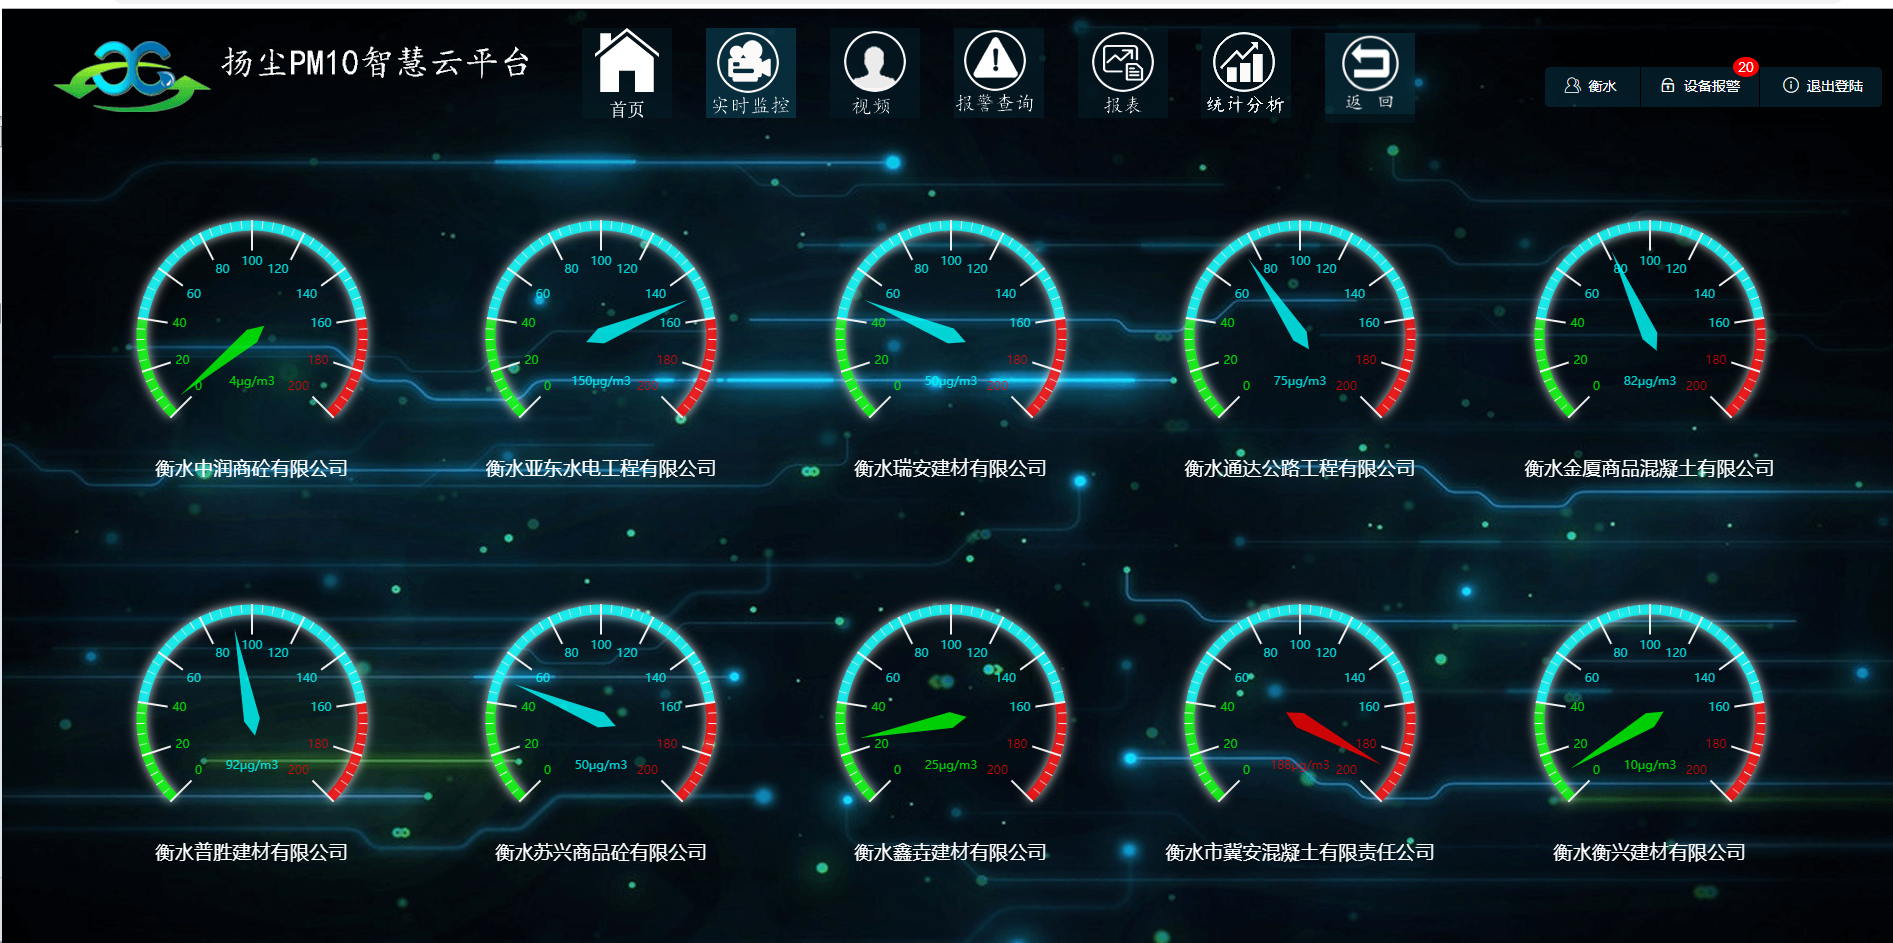 扬尘PM10智慧云平台
首页
实时监控
视频
报警查询
报表
统计分析
返 回
衡水
设备报警
20
退出登陆
0 20 40 60 80 100 120 140 160 180 200
4μg/m3
0 20 40 60 80 100 120 140 160 180 200
150μg/m3
0 20 40 60 80 100 120 140 160 180 200
50μg/m3
0 20 40 60 80 100 120 140 160 180 200
75μg/m3
0 20 40 60 80 100 120 140 160 180 200
82μg/m3
衡水中润商砼有限公司
衡水亚东水电工程有限公司
衡水瑞安建材有限公司
衡水通达公路工程有限公司
衡水金厦商品混凝土有限公司
0 20 40 60 80 100 120 140 160 180 200
92μg/m3
0 20 40 60 80 100 120 140 160 180 200
50μg/m3
0 20 40 60 80 100 120 140 160 180 200
25μg/m3
0 20 40 60 80 100 120 140 160 180 200
188μg/m3
0 20 40 60 80 100 120 140 160 180 200
10μg/m3
衡水普胜建材有限公司
衡水苏兴商品砼有限公司
衡水鑫垚建材有限公司
衡水市冀安混凝土有限责任公司
衡水衡兴建材有限公司